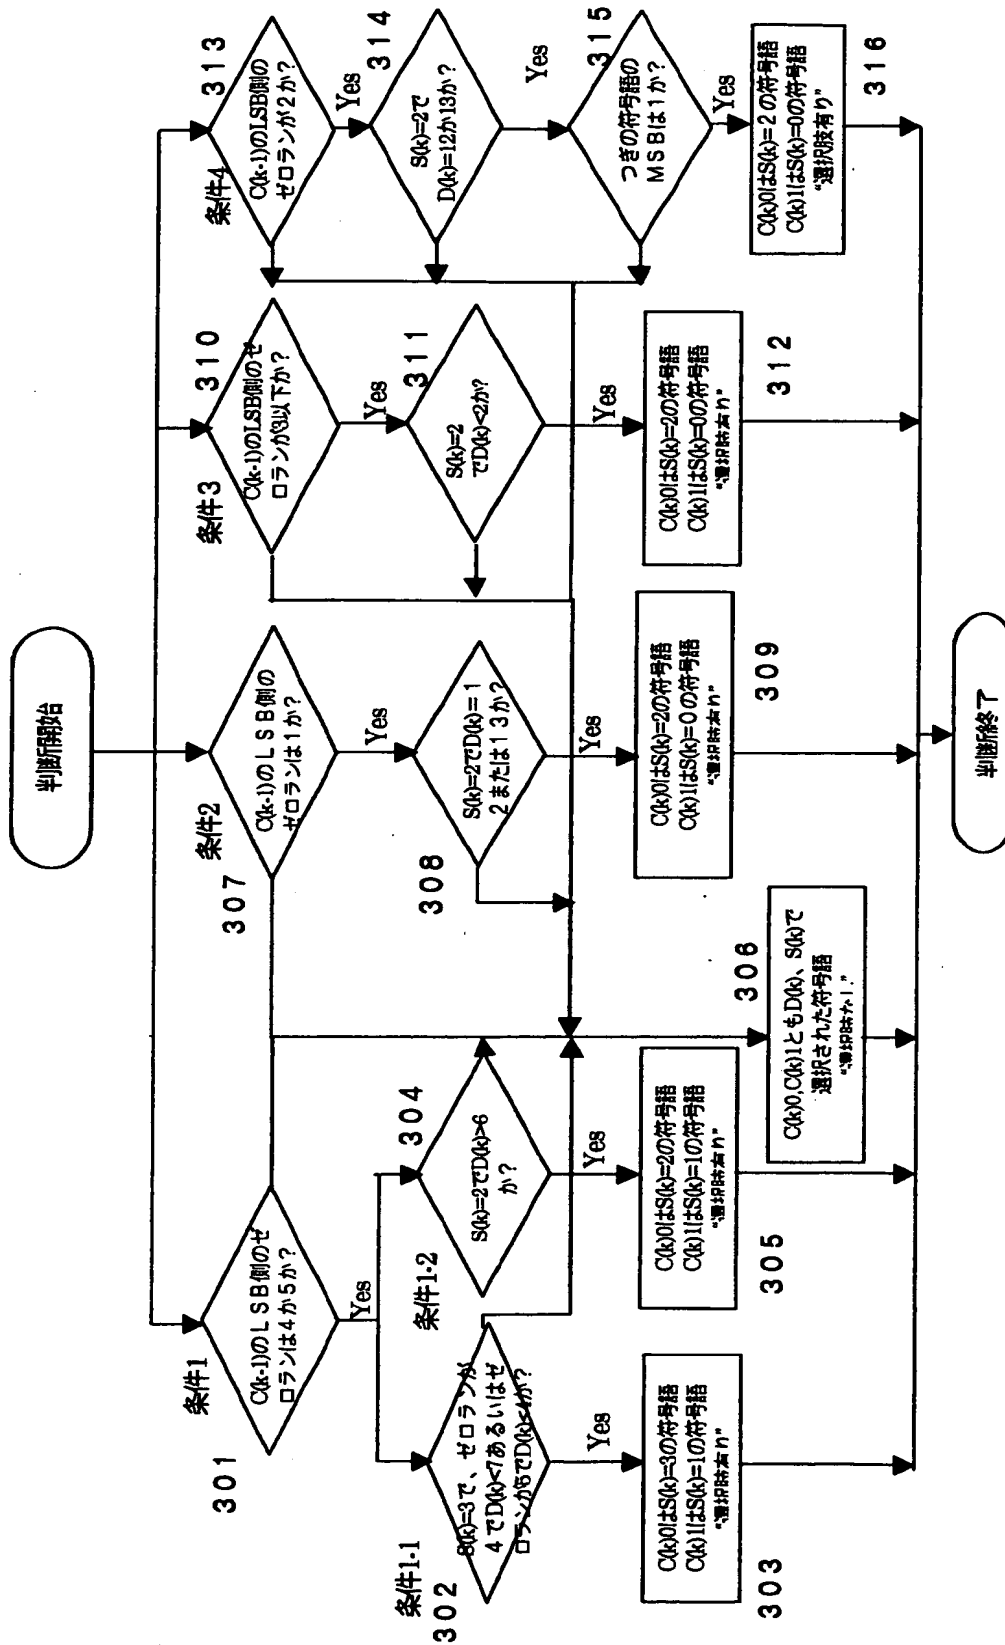 判断開始
条件1
301
C(k-1)のLSB側のゼ
ロランは4か5か?
Yes
条件1-1
302
S(k)=3で、ゼロランが
4でD(k)<7あるいはゼ
ロランが5でD(k)<4か?
Yes
303
C(k)0はS(k)=3の符号語
C(k)1はS(k)=1の符号語
“選択肢有り”
条件1-2
304
S(k)=2でD(k)>6
か?
Yes
305
C(k)0はS(k)=2の符号語
C(k)1はS(k)=1の符号語
“選択肢有り”
306
C(k)0,C(k)1ともD(k)、S(k)で
選択された符号語
“選択肢なし”
条件2
307
C(k-1)のLSB側の
ゼロランは1か?
Yes
308
S(k)=2でD(k)=1
2または13か?
Yes
309
C(k)0はS(k)=2の符号語
C(k)1はS(k)=0の符号語
“選択肢有り”
条件3
310
C(k-1)のLSB側のゼ
ロランが3以下か?
Yes
311
S(k)=2
でD(k)<2か?
Yes
312
C(k)0はS(k)=2の符号語
C(k)1はS(k)=0の符号語
“選択肢有り”
条件4
313
C(k-1)のLSB側の
ゼロランが2か?
Yes
314
S(k)=2で
D(k)=12か13か?
Yes
315
つぎの符号語の
MSBは1か?
Yes
316
C(k)0はS(k)=2の符号語
C(k)1はS(k)=0の符号語
“選択肢有り”
判断終了